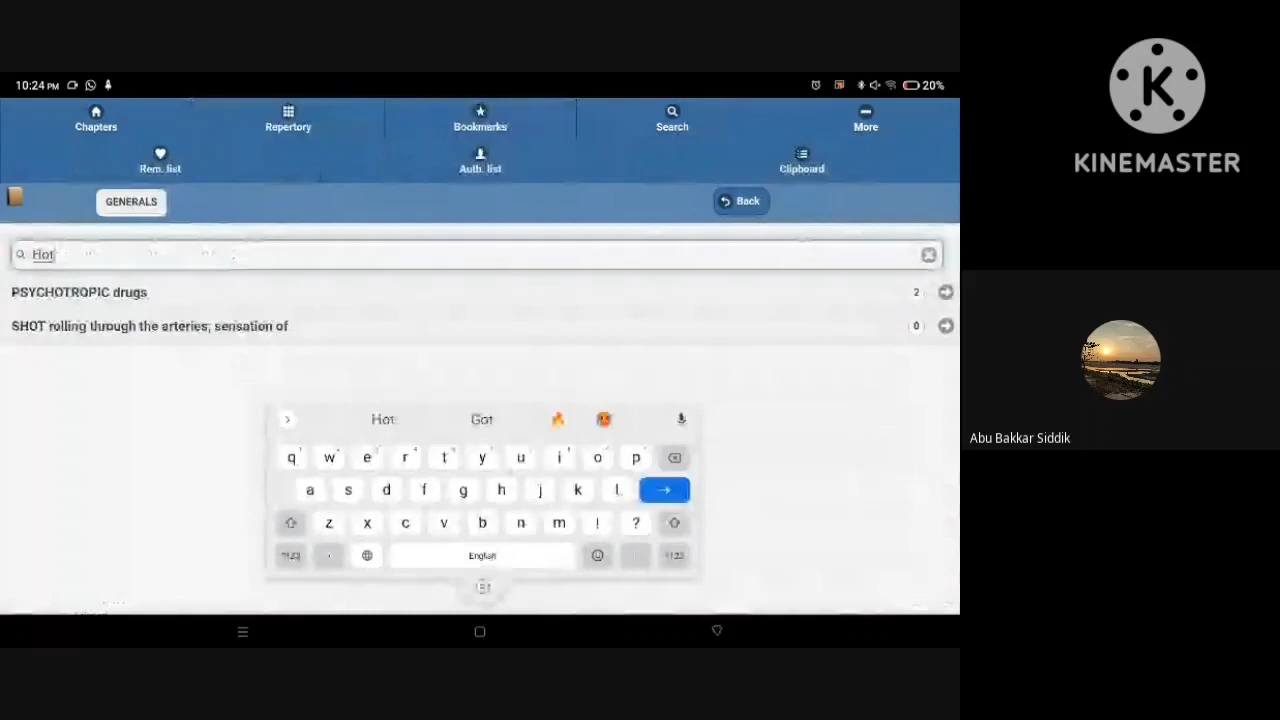 10:24 PM
20%
Chapters
Repertory
Bookmarks
Search
More
Rem. list
Auth. list
Clipboard
GENERALS
Back
Hot
PSYCHOTROPIC drugs 2
SHOT rolling through the arteries; sensation of 0
Hot Got
q w e r t y u i o p
a s d f g h j k l
z x c v b n m ! ?
?123 English
K
KINEMASTER
Abu Bakkar Siddik